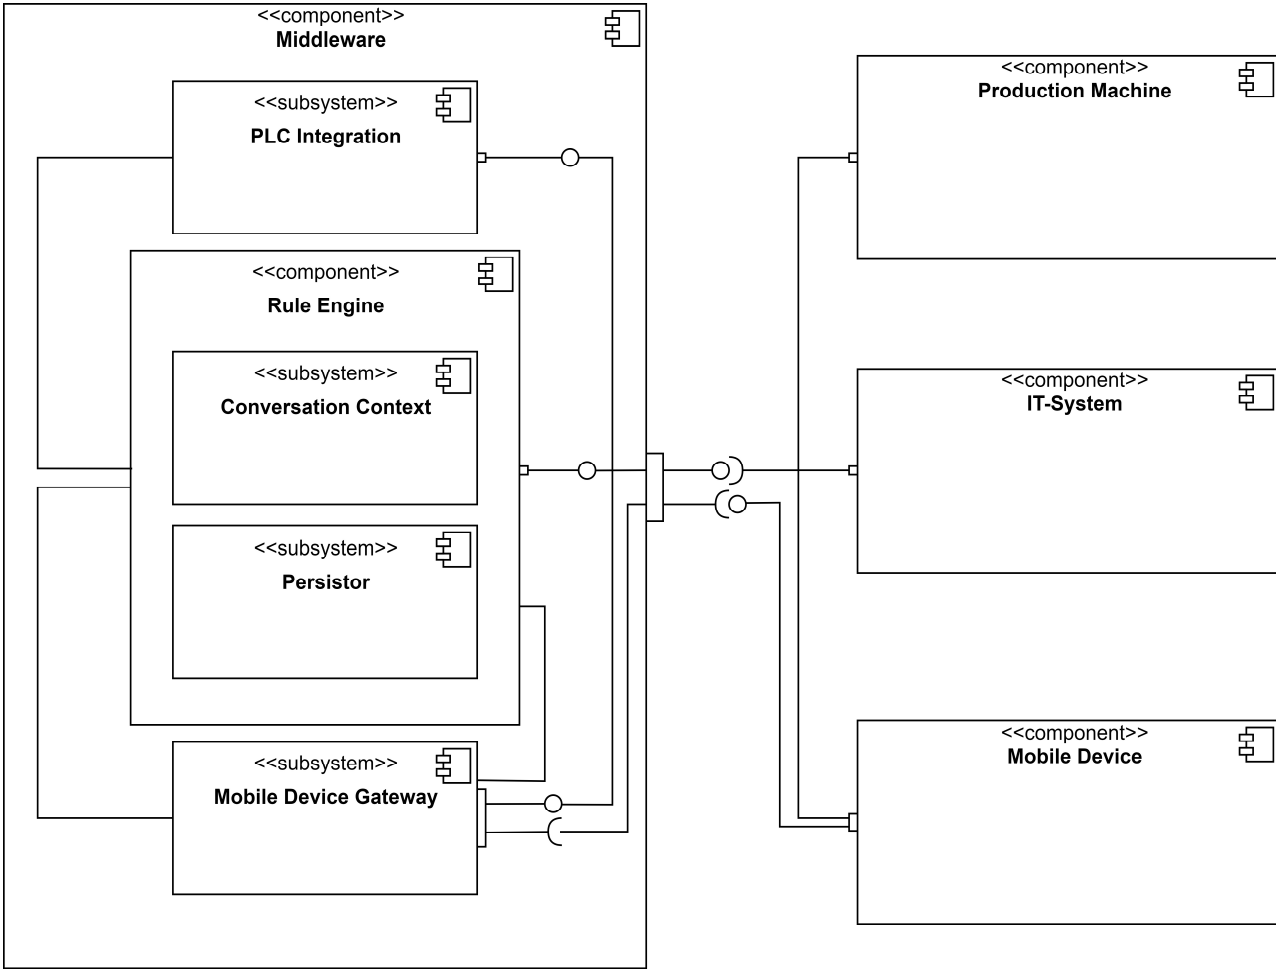 <<component>>
Middleware
<<subsystem>>
PLC Integration
<<component>>
Rule Engine
<<subsystem>>
Conversation Context
<<subsystem>>
Persistor
<<subsystem>>
Mobile Device Gateway
<<component>>
Production Machine
<<component>>
IT-System
<<component>>
Mobile Device